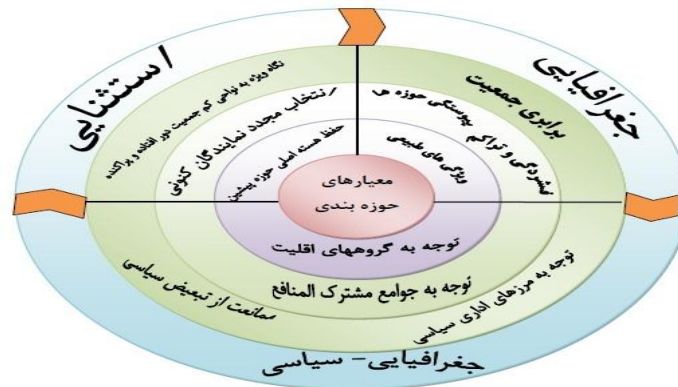 معیارهای
حوزه بندی
جغرافیایی
برابری جمعیت
فشردگی و تراکم پیوستگی حوزه ها
ویژگی های طبیعی
جغرافیایی- سیاسی
توجه به مرزهای اداری سیاسی
ممانعت از تبعیض سیاسی
توجه به جوامع مشترک المنافع
توجه به گروههای اقلیت
استثنایی
نگاه ویژه به نواحی کم جمعیت دور افتاده و پراکنده
انتخاب مجدد نمایندگان کنونی
حفظ هسته اصلی حوزه پیشین